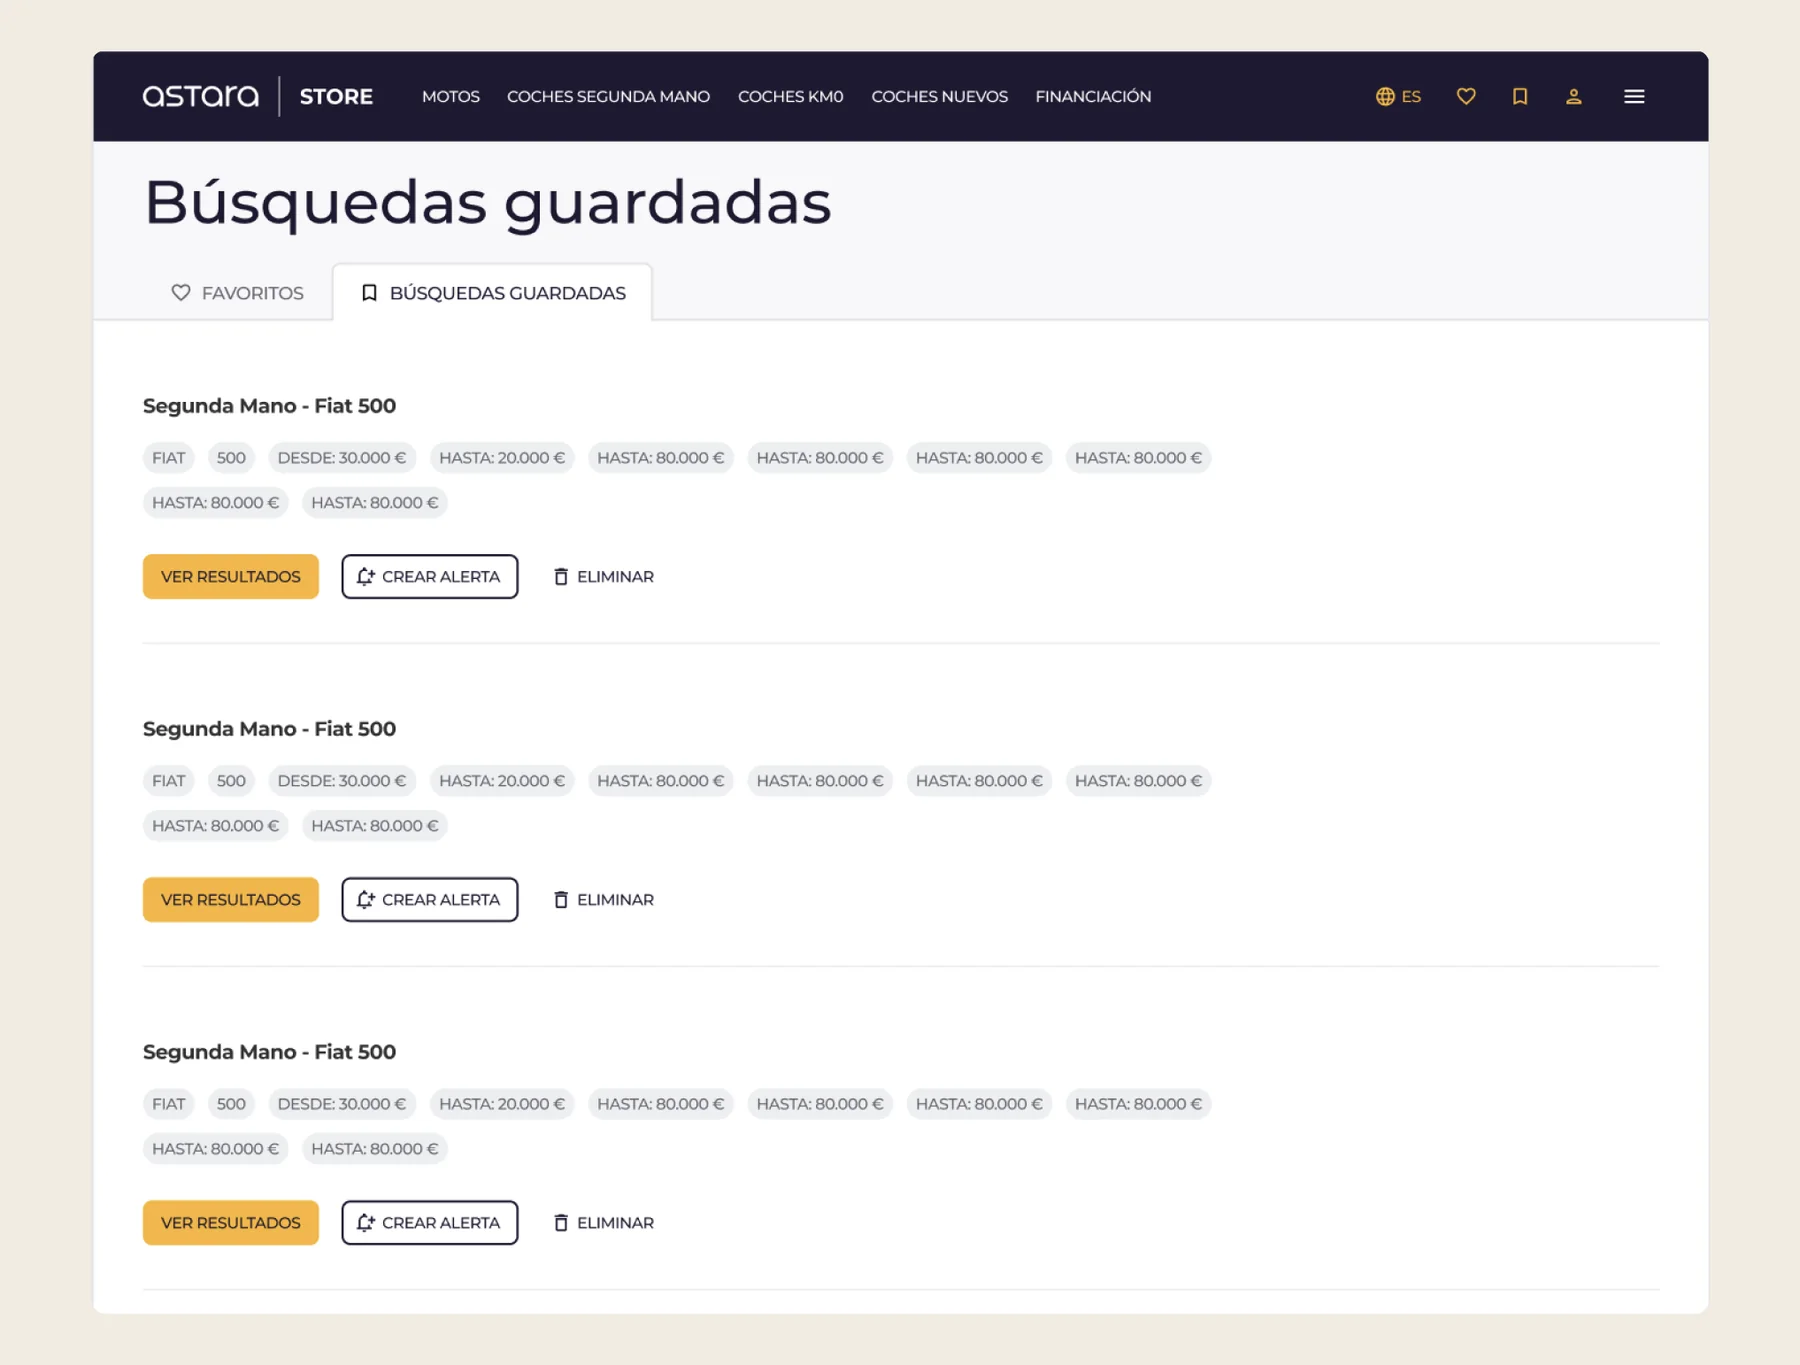 astara STORE MOTOS COCHES SEGUNDA MANO COCHES KM0 COCHES NUEVOS FINANCIACIÓN ES
Búsquedas guardadas
FAVORITOS BÚSQUEDAS GUARDADAS
Segunda Mano - Fiat 500
FIAT 500 DESDE: 30.000 € HASTA: 20.000 € HASTA: 80.000 € HASTA: 80.000 € HASTA: 80.000 € HASTA: 80.000 €
HASTA: 80.000 € HASTA: 80.000 €
VER RESULTADOS CREAR ALERTA ELIMINAR
Segunda Mano - Fiat 500
FIAT 500 DESDE: 30.000 € HASTA: 20.000 € HASTA: 80.000 € HASTA: 80.000 € HASTA: 80.000 € HASTA: 80.000 €
HASTA: 80.000 € HASTA: 80.000 €
VER RESULTADOS CREAR ALERTA ELIMINAR
Segunda Mano - Fiat 500
FIAT 500 DESDE: 30.000 € HASTA: 20.000 € HASTA: 80.000 € HASTA: 80.000 € HASTA: 80.000 € HASTA: 80.000 €
HASTA: 80.000 € HASTA: 80.000 €
VER RESULTADOS CREAR ALERTA ELIMINAR